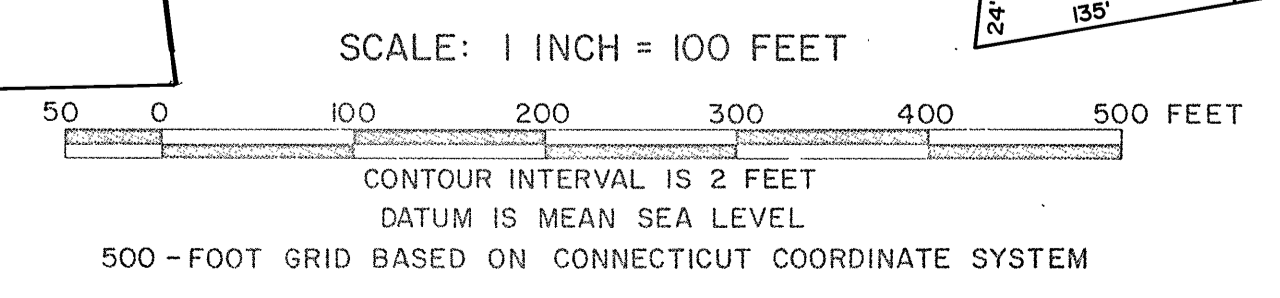 24' 135'
SCALE: 1 INCH = 100 FEET
50 0 100 200 300 400 500 FEET
CONTOUR INTERVAL IS 2 FEET
DATUM IS MEAN SEA LEVEL
500-FOOT GRID BASED ON CONNECTICUT COORDINATE SYSTEM